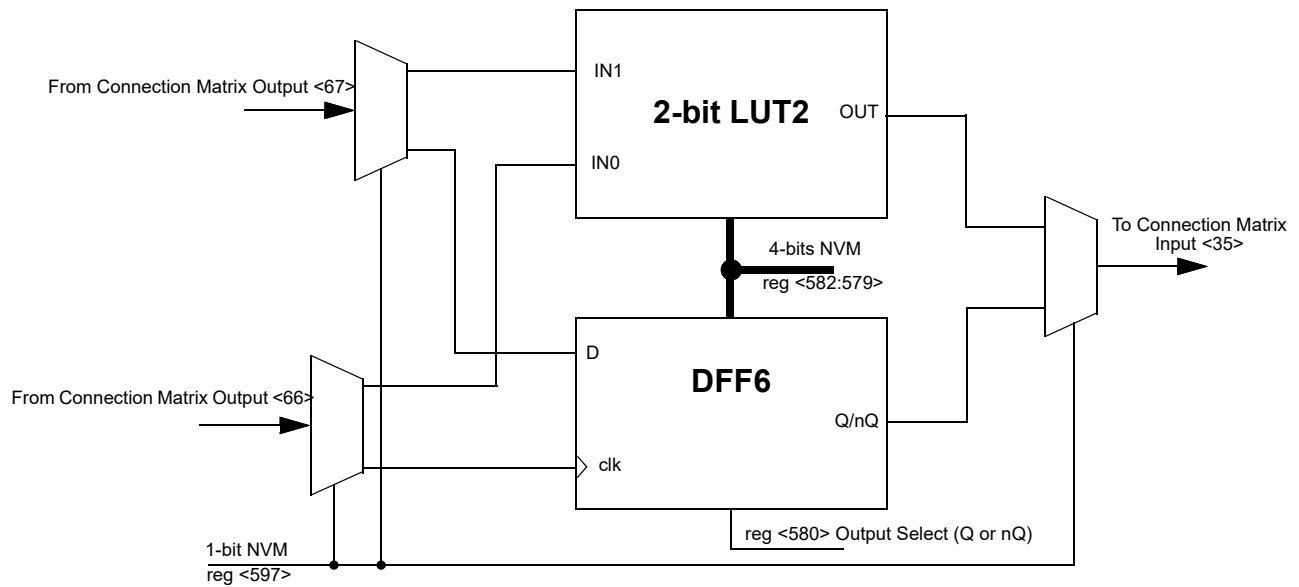 From Connection Matrix Output <67>
IN1
2-bit LUT2
OUT
IN0
To Connection Matrix
Input <35>
4-bits NVM
reg <582:579>
D
DFF6
From Connection Matrix Output <66>
Q/nQ
clk
reg <580> Output Select (Q or nQ)
1-bit NVM
reg <597>